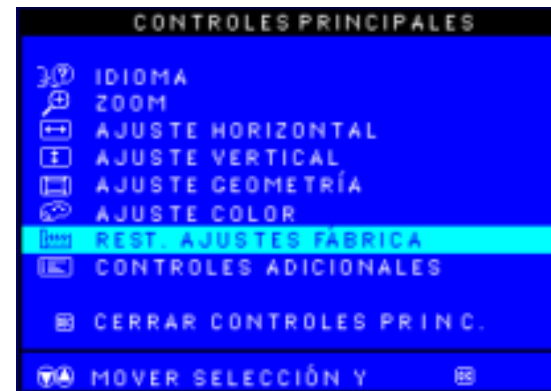 CONTROLES PRINCIPALES
IDIOMA
ZOOM
AJUSTE HORIZONTAL
AJUSTE VERTICAL
AJUSTE GEOMETRÍA
AJUSTE COLOR
REST. AJUSTES FÁBRICA
CONTROLES ADICIONALES
CERRAR CONTROLES PRINC.
MOVER SELECCIÓN Y